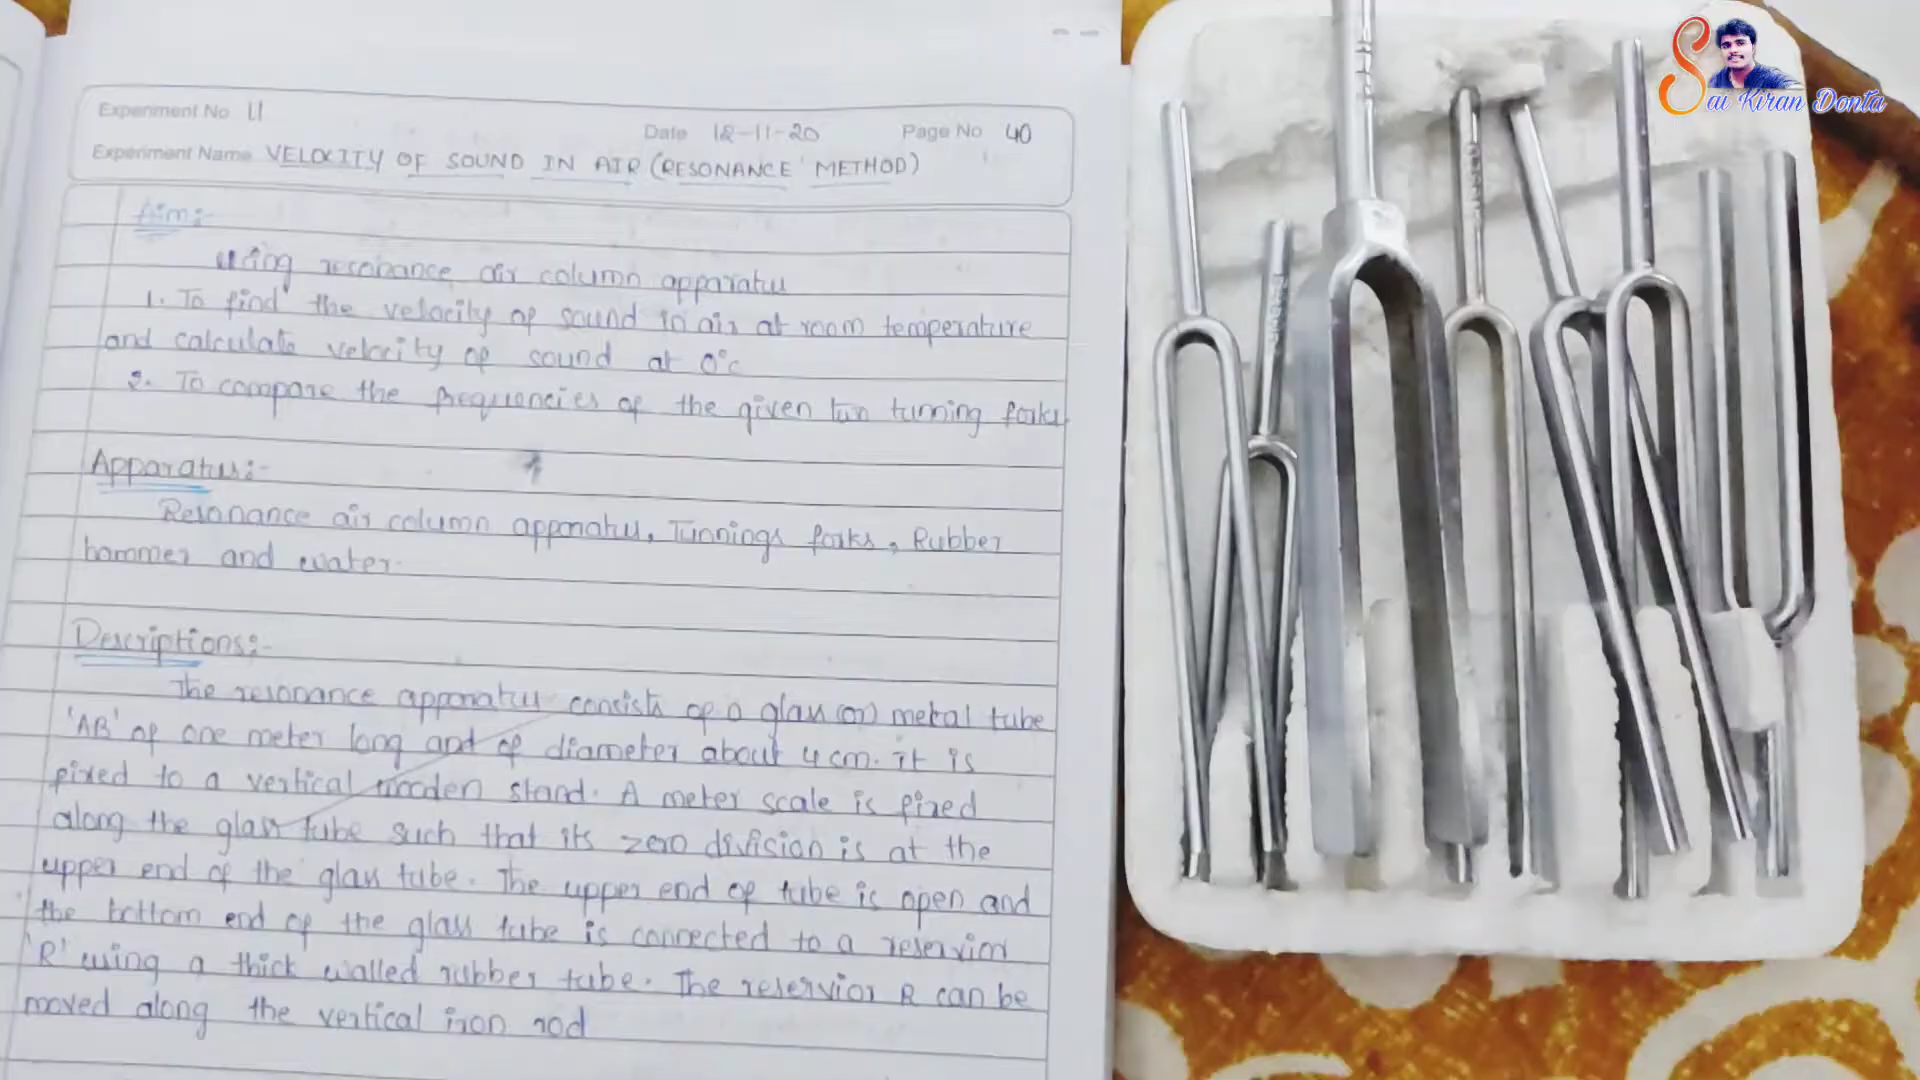 Experiment No 11
Date 12-11-20 Page No 40
Experiment Name VELOCITY OF SOUND IN AIR (RESONANCE METHOD)
Aim:-
Using resonance air column apparatus
1. To find the velocity of sound in air at room temperature
and calculate velocity of sound at 0°c
2. To compare the frequencies of the given two tunning forks
Apparatus:-
Resonance air column apparatus, Tunnings forks, Rubber
hammer and water.
Descriptions:-
The resonance apparatus consists of a glass (or) metal tube
'AB' of one meter long and of diameter about 4 cm. it is
fixed to a vertical wooden stand. A meter scale is fixed
along the glass tube such that its zero division is at the
upper end of the glass tube. The upper end of tube is open and
the bottom end of the glass tube is connected to a reservior
'R' using a thick walled rubber tube. The reservior R can be
moved along the vertical iron rod
Sai Kiran Donta